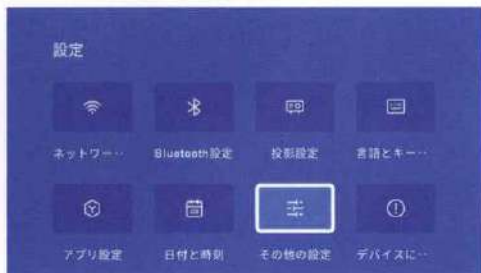 設定
ネットワー··
Bluetooth設定
投影設定
言語とキー··
アプリ設定
日付と時刻
その他の設定
デバイスに··